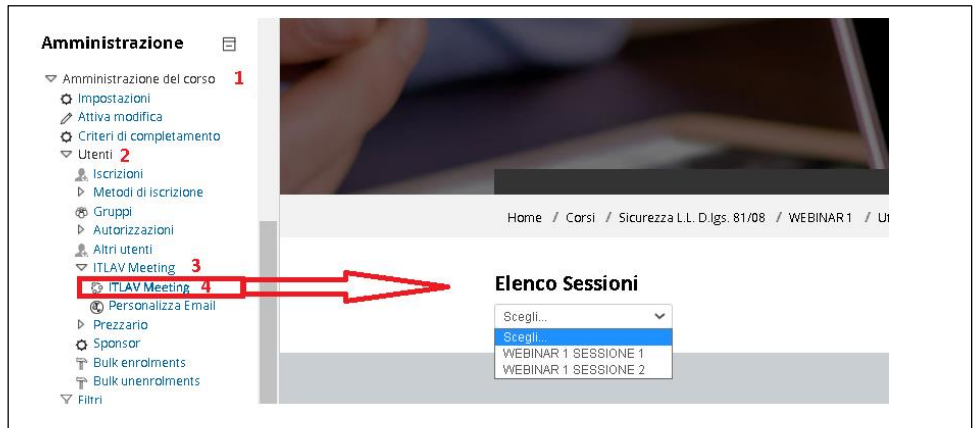 Amministrazione
Amministrazione del corso 1
Impostazioni
Attiva modifica
Criteri di completamento
Utenti 2
Iscrizioni
Metodi di iscrizione
Gruppi
Autorizzazioni
Altri utenti
ITLAV Meeting 3
ITLAV Meeting 4
Personalizza Email
Prezzario
Sponsor
Bulk enrolments
Bulk unenrolments
Filtri
Home / Corsi / Sicurezza L.L. D.lgs. 81/08 / WEBINAR 1 / Ut
Elenco Sessioni
Scegli...
Scegli...
WEBINAR 1 SESSIONE 1
WEBINAR 1 SESSIONE 2